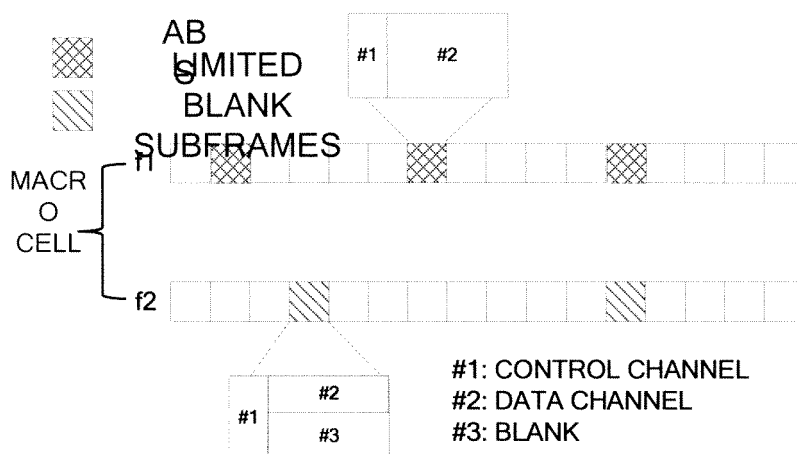 ABS
LIMITED
BLANK
SUBFRAMES
#1 #2
f1
MACR
O
CELL
f2
#1 #2
#3
#1: CONTROL CHANNEL
#2: DATA CHANNEL
#3: BLANK